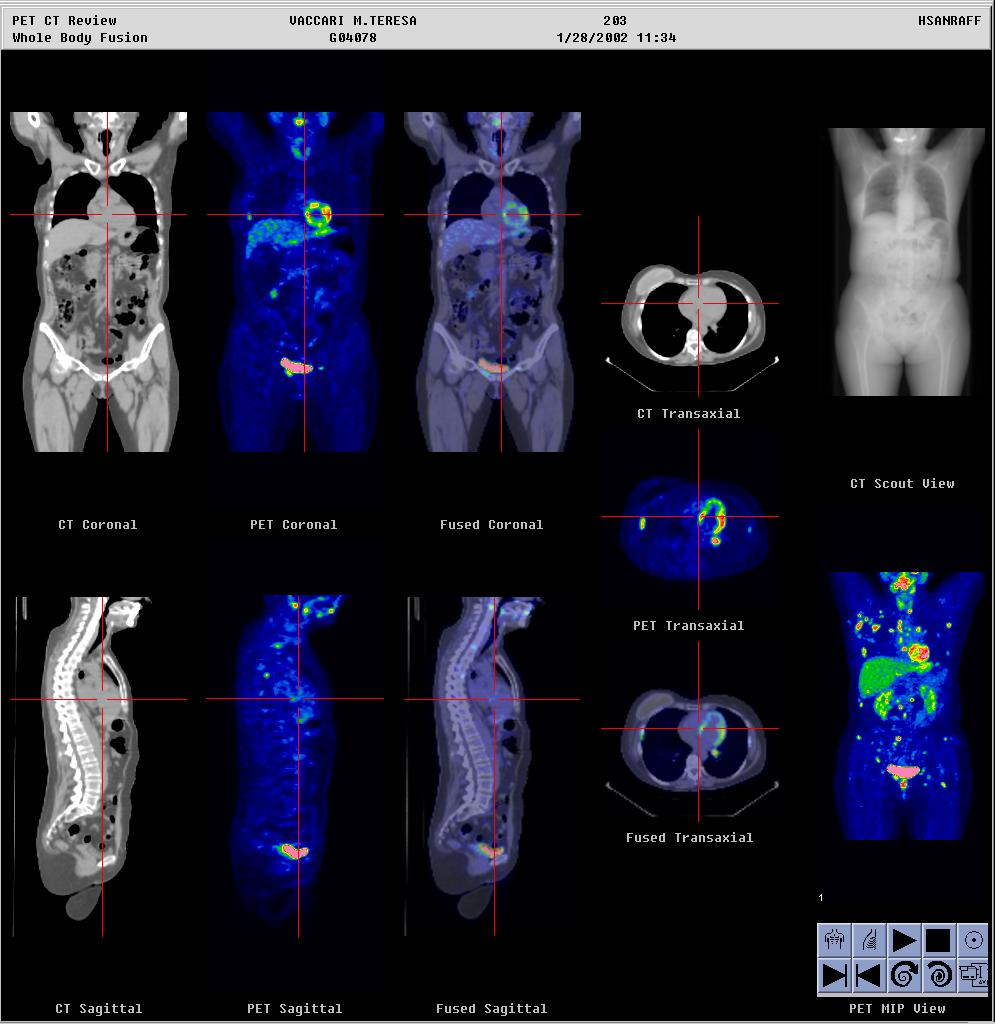 PET CT Review VACCARI M.TERESA 203 HSANRAFF
Whole Body Fusion G04078 1/28/2002 11:34
CT Transaxial
CT Scout View
CT Coronal PET Coronal Fused Coronal
PET Transaxial
Fused Transaxial
1
CT Sagittal PET Sagittal Fused Sagittal PET MIP View